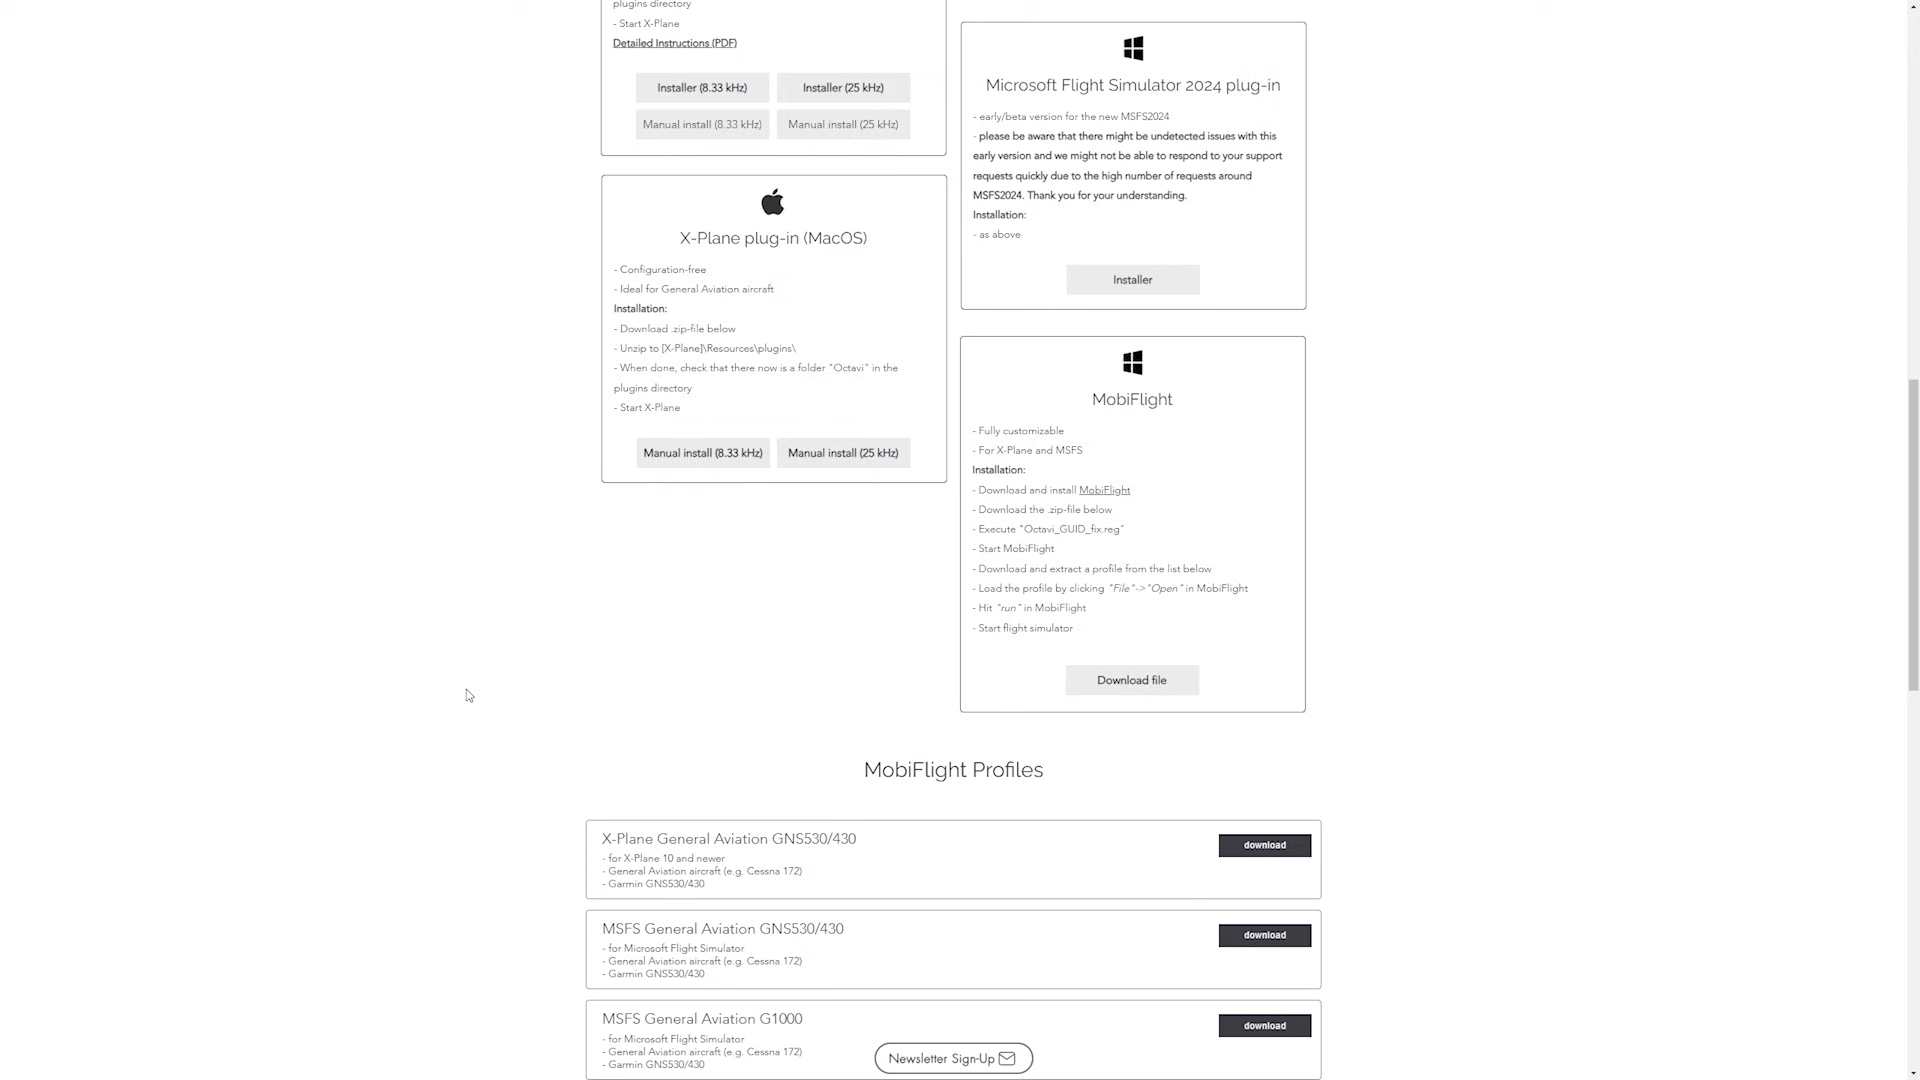 plugins directory
- Start X-Plane
Detailed Instructions (PDF)
Installer (8.33 kHz)
Installer (25 kHz)
Manual install (8.33 kHz)
Manual install (25 kHz)
X-Plane plug-in (MacOS)
- Configuration-free
- Ideal for General Aviation aircraft
Installation:
- Download .zip-file below
- Unzip to [X-Plane]\Resources\plugins\
- When done, check that there now is a folder "Octavi" in the
plugins directory
- Start X-Plane
Manual install (8.33 kHz)
Manual install (25 kHz)
Microsoft Flight Simulator 2024 plug-in
- early/beta version for the new MSFS2024
- please be aware that there might be undetected issues with this
early version and we might not be able to respond to your support
requests quickly due to the high number of requests around
MSFS2024. Thank you for your understanding.
Installation:
- as above
Installer
MobiFlight
- Fully customizable
- For X-Plane and MSFS
Installation:
- Download and install MobiFlight
- Download the .zip-file below
- Execute "Octavi_GUID_fix.reg"
- Start MobiFlight
- Download and extract a profile from the list below
- Load the profile by clicking "File"->"Open" in MobiFlight
- Hit "run" in MobiFlight
- Start flight simulator
Download file
MobiFlight Profiles
X-Plane General Aviation GNS530/430
download
- for X-Plane 10 and newer
- General Aviation aircraft (e.g. Cessna 172)
- Garmin GNS530/430
MSFS General Aviation GNS530/430
download
- for Microsoft Flight Simulator
- General Aviation aircraft (e.g. Cessna 172)
- Garmin GNS530/430
MSFS General Aviation G1000
download
- for Microsoft Flight Simulator
- General Aviation aircraft (e.g. Cessna 172)
- Garmin GNS530/430
Newsletter Sign-Up